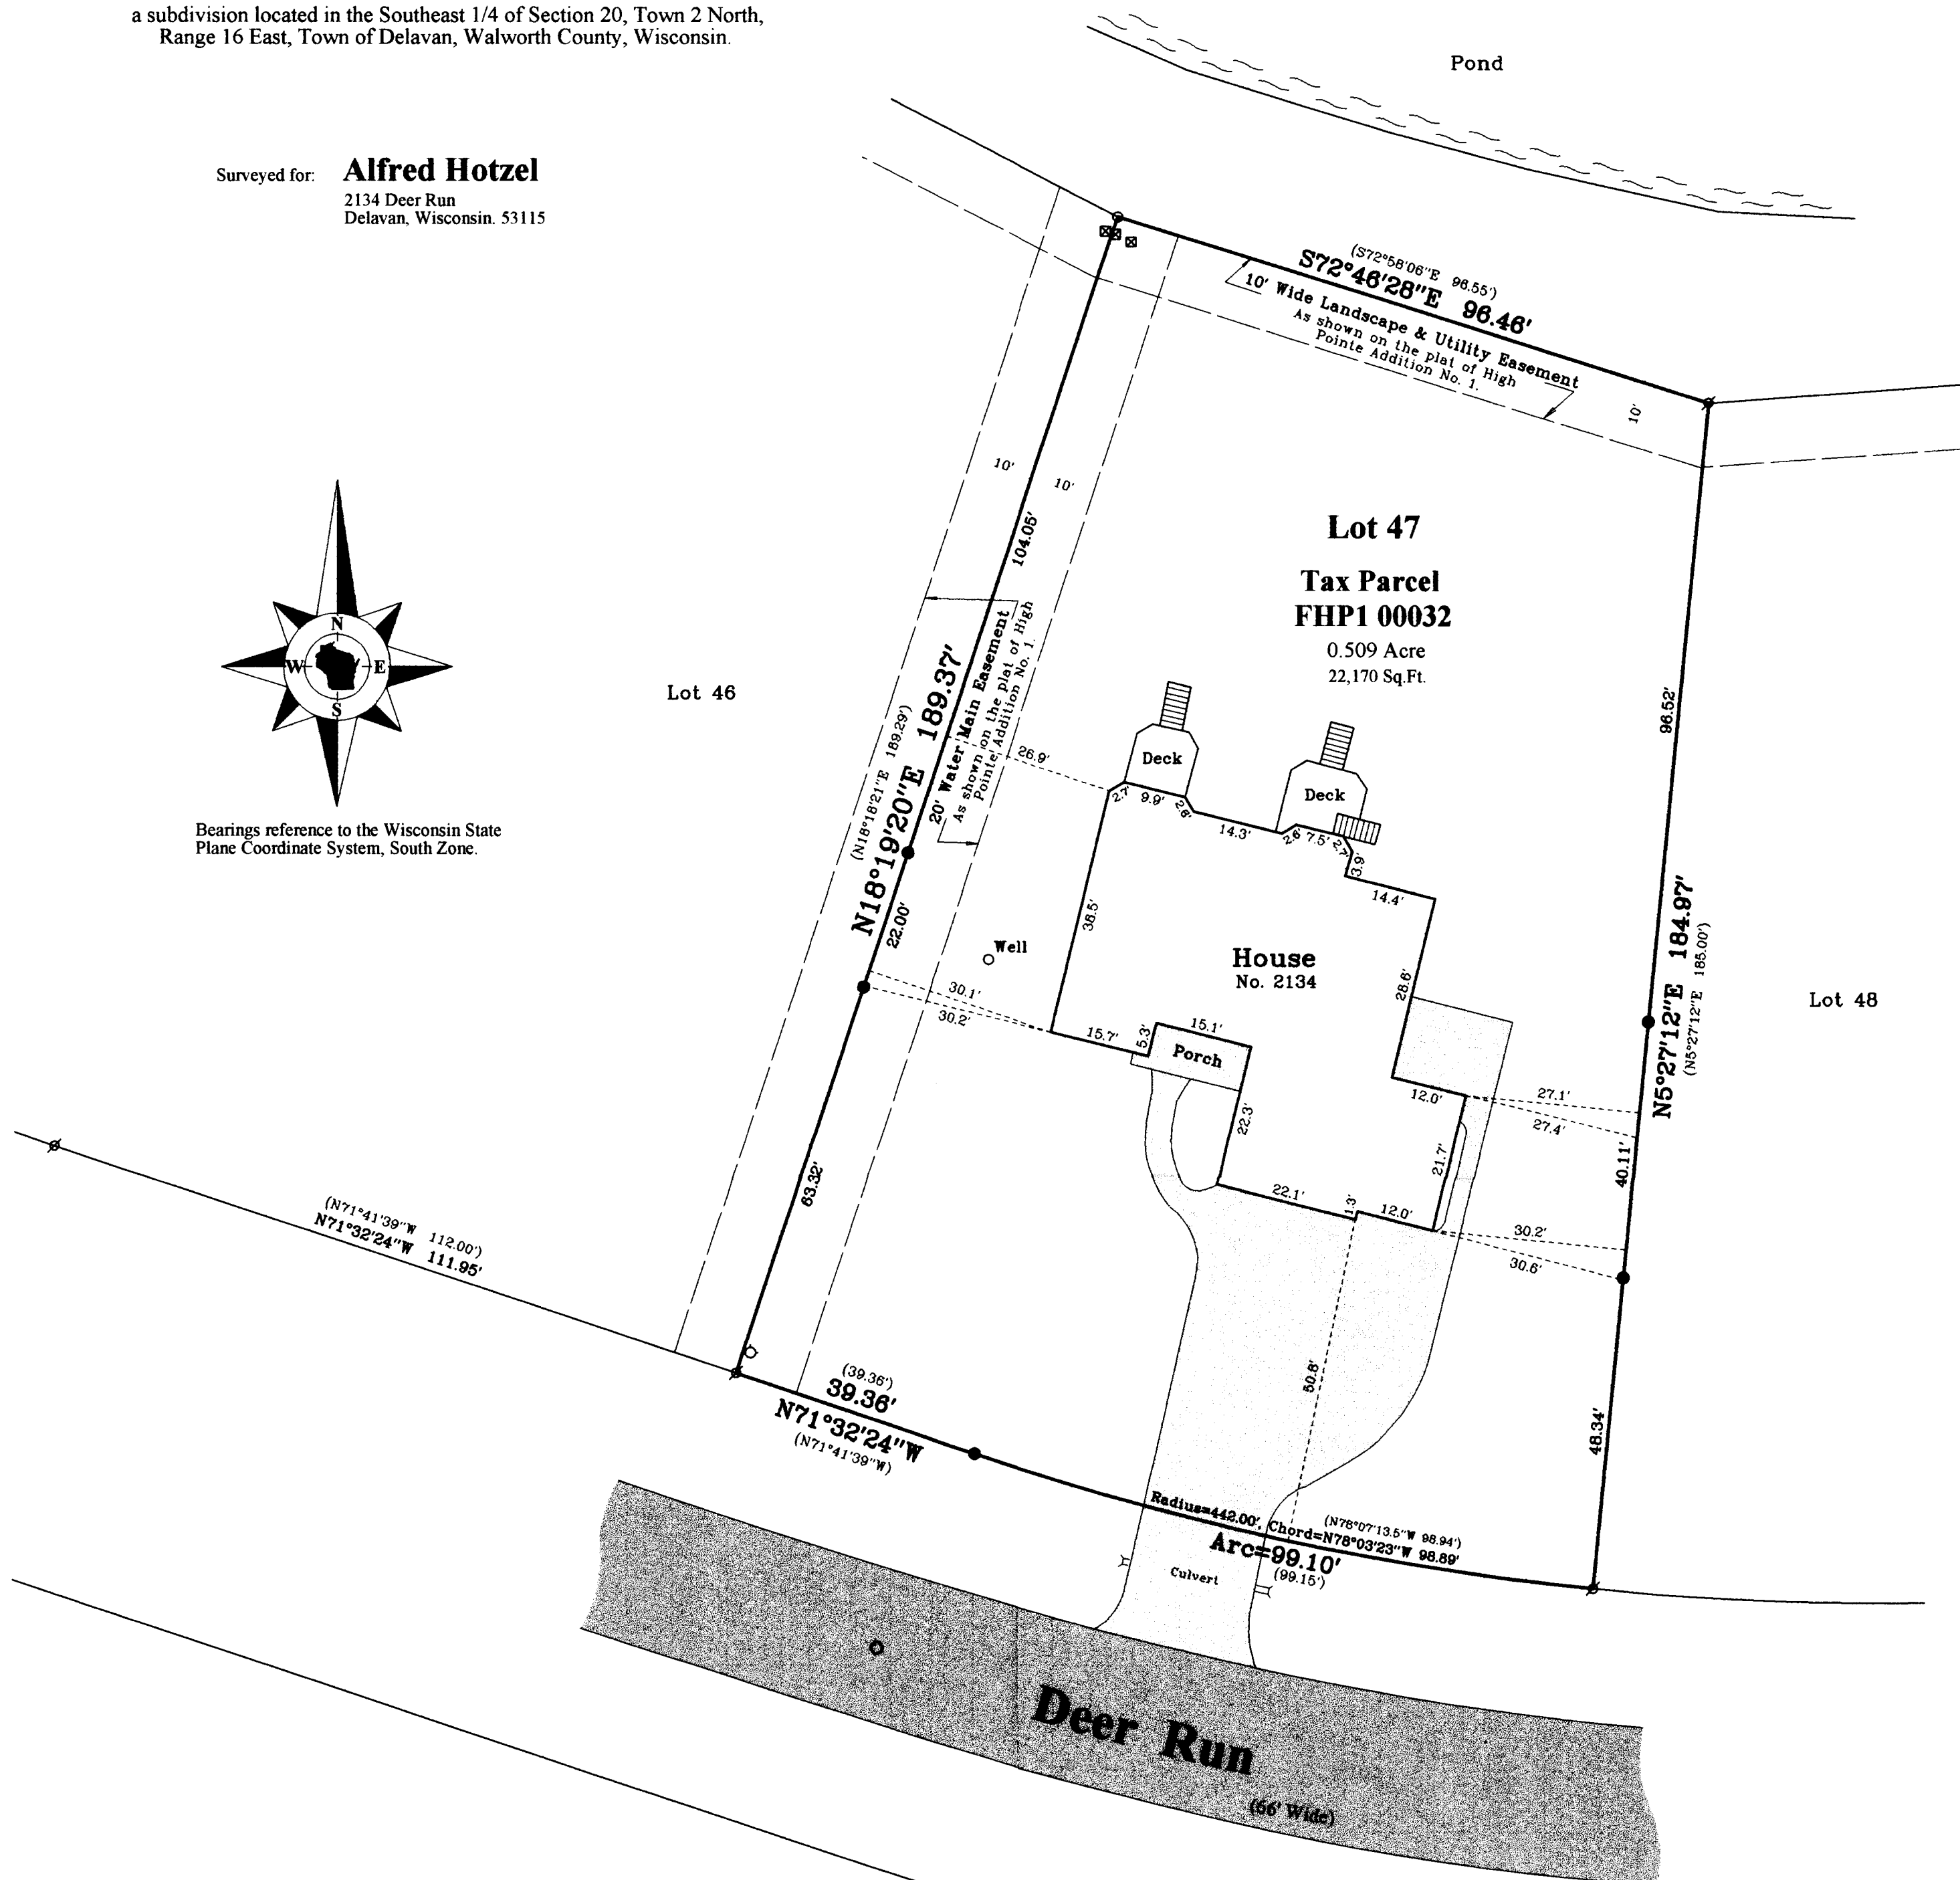 a subdivision located in the Southeast 1/4 of Section 20, Town 2 North,
Range 16 East, Town of Delavan, Walworth County, Wisconsin.
Pond
Surveyed for: Alfred Hotzel
2134 Deer Run
Delavan, Wisconsin. 53115
(S72°58'06"E 96.55')
S72°46'28"E 96.46'
10' Wide Landscape & Utility Easement
As shown on the plat of High
Pointe Addition No. 1.
10'
10'
10'
104.05'
Lot 47
Tax Parcel
FHP1 00032
0.509 Acre
22,170 Sq.Ft.
N
W E
S
Bearings reference to the Wisconsin State
Plane Coordinate System, South Zone.
Lot 46
(N18°18'21"E 189.29')
N18°19'20"E 189.37'
20' Water Main Easement
As shown on the plat of High
Pointe Addition No. 1.
96.52'
26.9'
Deck
Deck
2.7'
9.9'
2.6'
14.3'
2.6'
7.5'
2.7'
3.9'
14.4'
38.5'
22.00'
Well
House
No. 2134
28.6'
N5°27'12"E 184.97'
(N5°27'12"E 185.00')
Lot 48
30.1'
30.2'
15.7'
5.3'
15.1'
Porch
22.3'
12.0'
27.1'
27.4'
21.7'
40.11'
22.1'
1.3'
12.0'
30.2'
30.6'
63.32'
(N71°41'39"W 112.00')
N71°32'24"W 111.95'
50.8'
48.34'
(39.36')
39.36'
N71°32'24"W
(N71°41'39"W)
Radius=442.00', Chord=N78°03'23"W 98.89'
(N78°07'13.5"W 98.94')
Arc=99.10'
(99.15')
Culvert
Deer Run
(66' Wide)